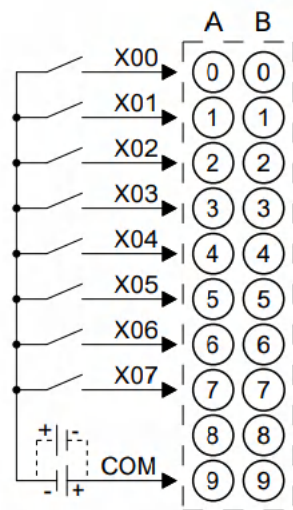 A B
X00 0 0
X01 1 1
X02 2 2
X03 3 3
X04 4 4
X05 5 5
X06 6 6
X07 7 7
8 8
+ -
COM 9 9
- +